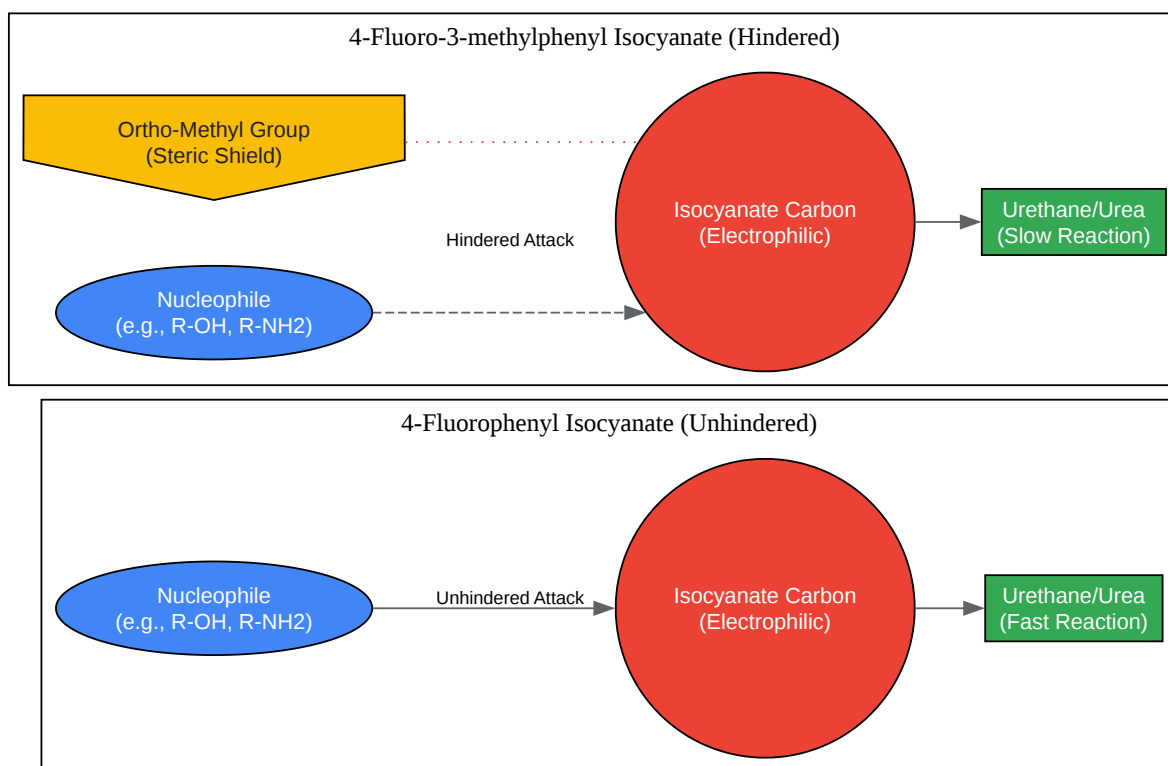 4-Fluoro-3-methylphenyl Isocyanate (Hindered)
Ortho-Methyl Group
(Steric Shield)
Isocyanate Carbon
(Electrophilic)
Urethane/Urea
(Slow Reaction)
Hindered Attack
Nucleophile
(e.g., R-OH, R-NH2)
4-Fluorophenyl Isocyanate (Unhindered)
Nucleophile
(e.g., R-OH, R-NH2)
Unhindered Attack
Isocyanate Carbon
(Electrophilic)
Urethane/Urea
(Fast Reaction)